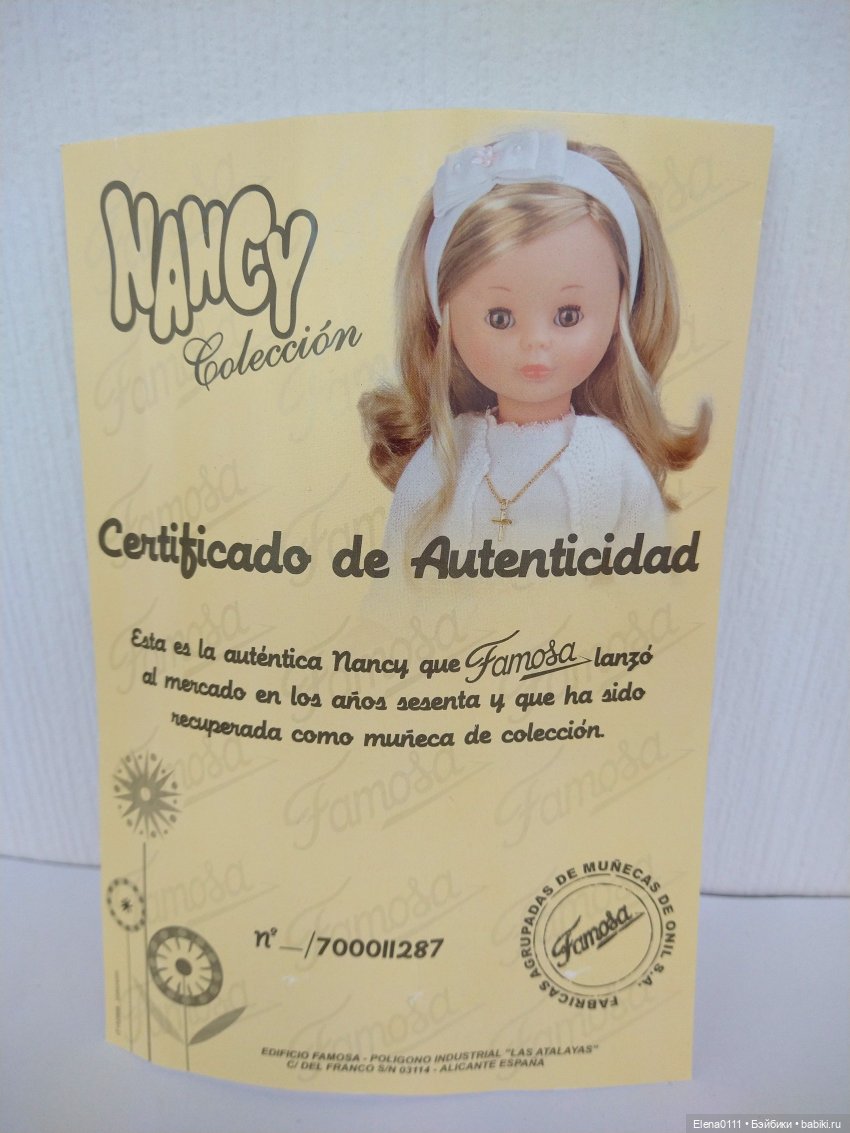 NANCY
Colección
Certificado de Autenticidad
Esta es la auténtica Nancy que Famosa lanzó
al mercado en los años sesenta y que ha sido
recuperada como muñeca de colección.
nº _/700011287
FABRICAS AGRUPADAS DE MUÑECAS DE ONIL S.A.
Famosa
EDIFICIO FAMOSA - POLIGONO INDUSTRIAL "LAS ATALAYAS"
C/ DEL FRANCO S/N 03114 - ALICANTE ESPAÑA
Elena0111 • Бэйбики • babiki.ru